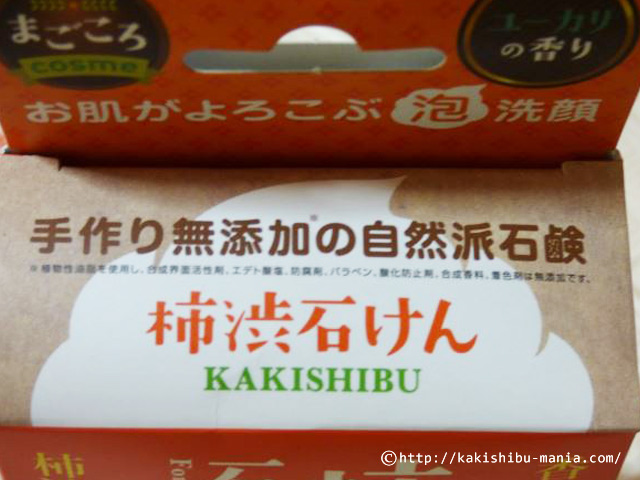 まごころ
cosme
ユーカリ
の香り
お肌がよろこぶ泡洗顔
手作り無添加※の自然派石鹸
※植物性油脂を使用し、合成界面活性剤、エデト酸塩、防腐剤、パラベン、酸化防止剤、合成香料、着色剤は無添加です。
柿渋石けん
KAKISHIBU
柿
For
香
©http://kakishibu-mania.com/